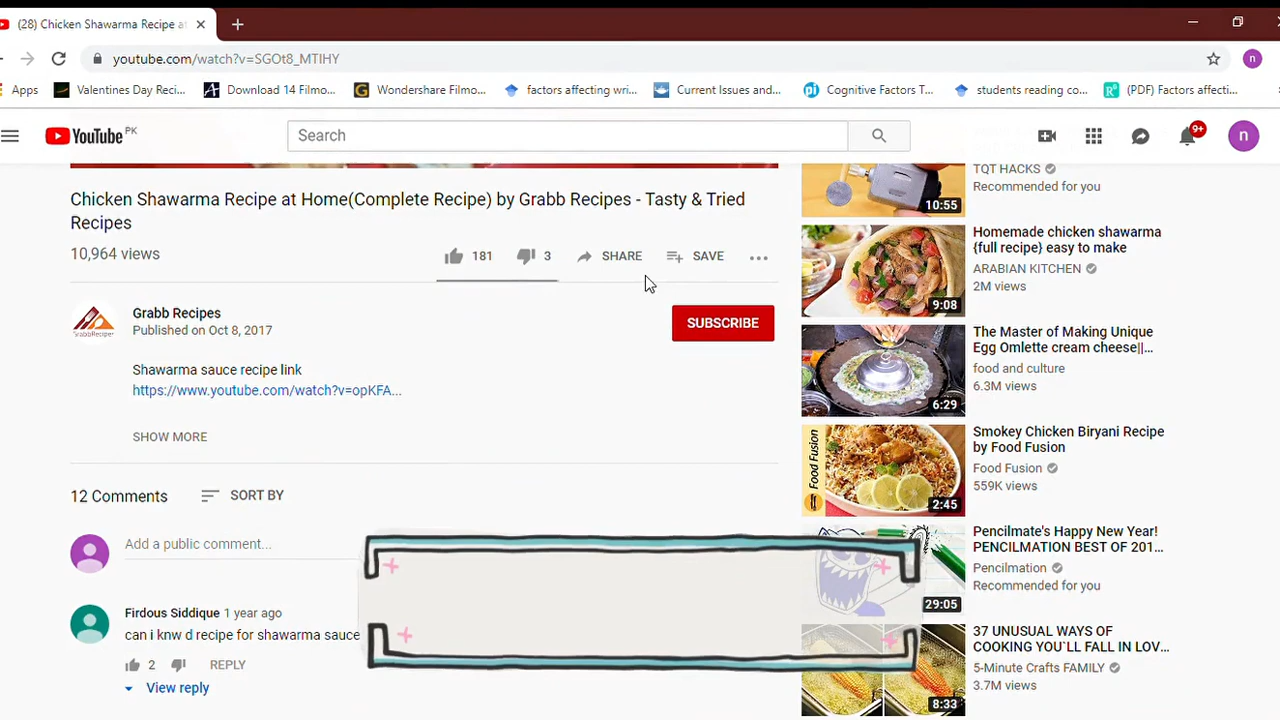 (28) Chicken Shawarma Recipe at
youtube.com/watch?v=SGOt8_MTIHY
n
Apps
Valentines Day Reci...
Download 14 Filmo...
Wondershare Filmo...
factors affecting wri...
Current Issues and...
Cognitive Factors T...
students reading co...
(PDF) Factors affecti...
YouTube PK
Search
9+
n
Chicken Shawarma Recipe at Home(Complete Recipe) by Grabb Recipes - Tasty & Tried
Recipes
10,964 views
181
3
SHARE
SAVE
Grabb Recipes
Published on Oct 8, 2017
SUBSCRIBE
Shawarma sauce recipe link
https://www.youtube.com/watch?v=opKFA...
SHOW MORE
12 Comments
SORT BY
Add a public comment...
Firdous Siddique 1 year ago
can i knw d recipe for shawarma sauce
2
REPLY
View reply
TQT HACKS
Recommended for you
10:55
Homemade chicken shawarma
{full recipe} easy to make
ARABIAN KITCHEN
2M views
9:08
The Master of Making Unique
Egg Omlette cream cheese||...
food and culture
6.3M views
6:29
Smokey Chicken Biryani Recipe
by Food Fusion
Food Fusion
559K views
Food Fusion
2:45
Pencilmate's Happy New Year!
PENCILMATION BEST OF 201...
Pencilmation
Recommended for you
29:05
37 UNUSUAL WAYS OF
COOKING YOU`LL FALL IN LOV...
5-Minute Crafts FAMILY
3.7M views
8:33